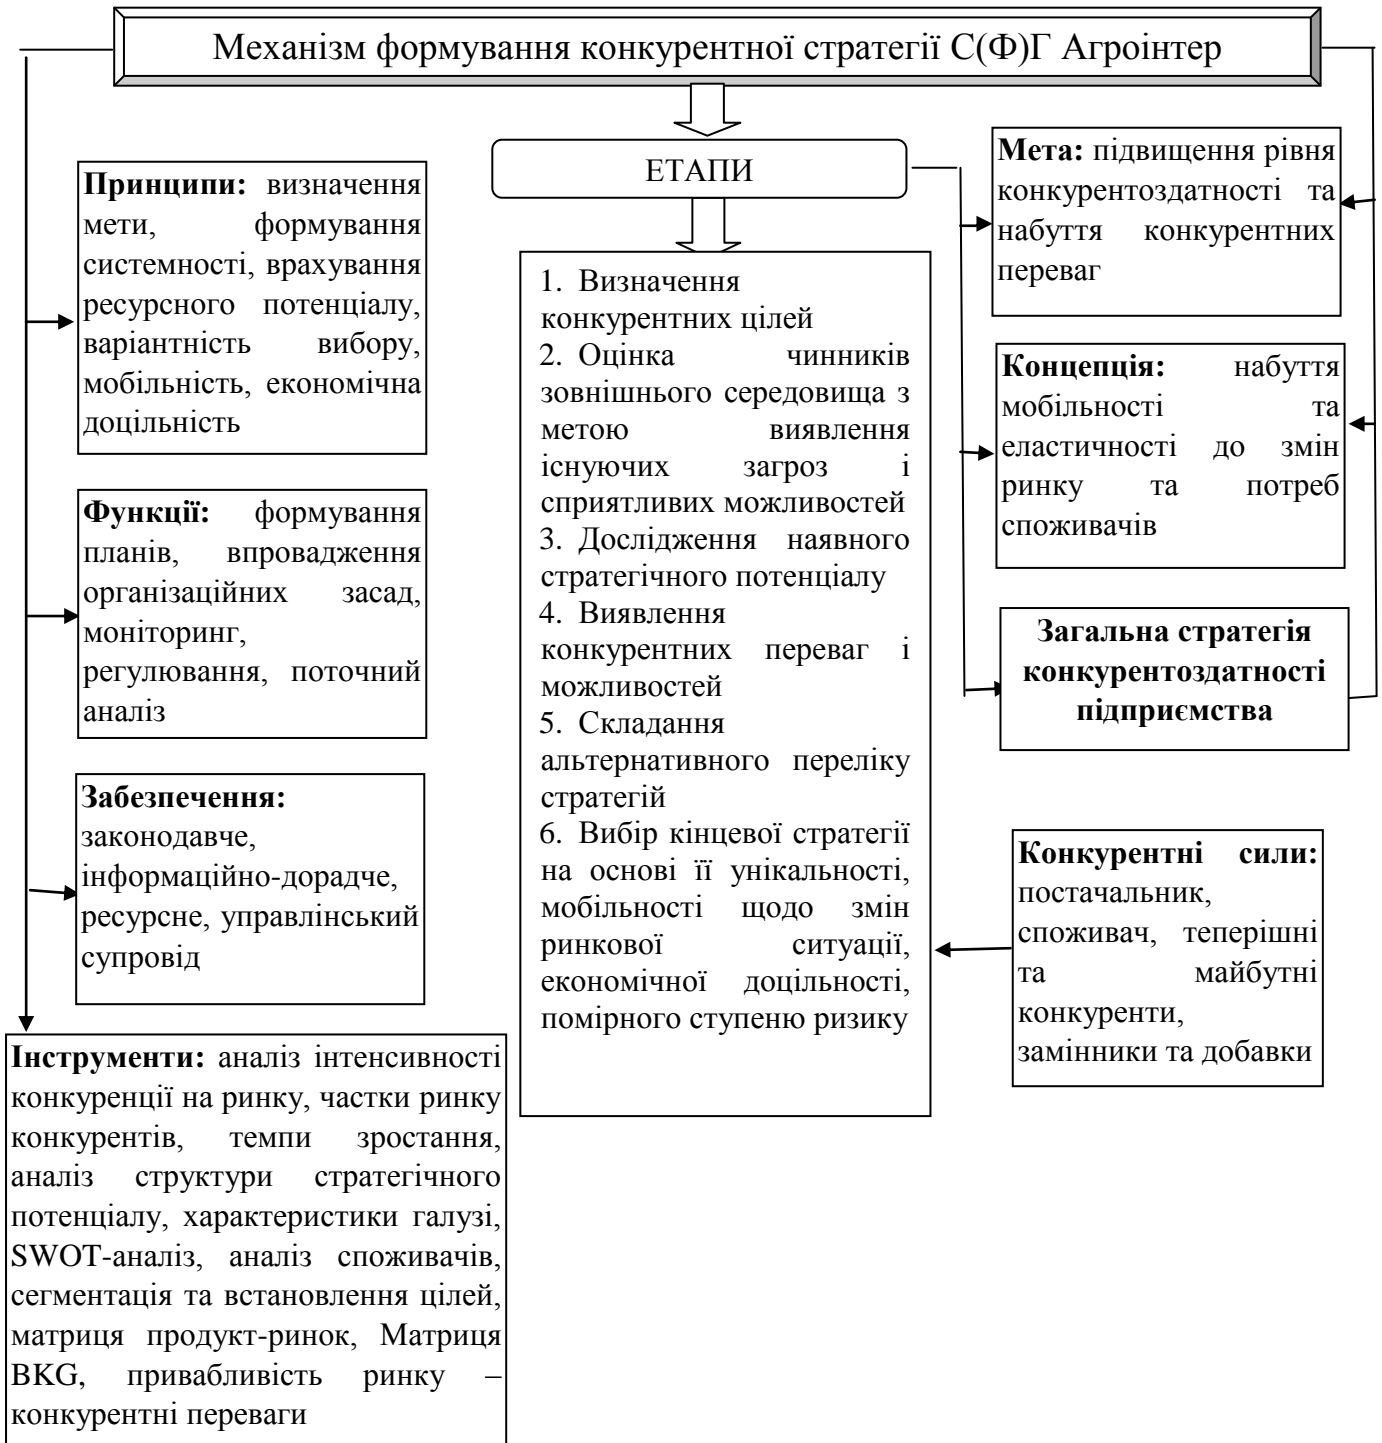 Механізм формування конкурентної стратегії С(Ф)Г Агроінтер
ЕТАПИ
Принципи: визначення
мети, формування
системності, врахування
ресурсного потенціалу,
варіантність вибору,
мобільність, економічна
доцільність
Функції: формування
планів, впровадження
організаційних засад,
моніторинг,
регулювання, поточний
аналіз
Забезпечення:
законодавче,
інформаційно-дорадче,
ресурсне, управлінський
супровід
Інструменти: аналіз інтенсивності
конкуренції на ринку, частки ринку
конкурентів, темпи зростання,
аналіз структури стратегічного
потенціалу, характеристики галузі,
SWOT-аналіз, аналіз споживачів,
сегментація та встановлення цілей,
матриця продукт-ринок, Матриця
BKG, привабливість ринку –
конкурентні переваги
1. Визначення
конкурентних цілей
2. Оцінка чинників
зовнішнього середовища з
метою виявлення
існуючих загроз і
сприятливих можливостей
3. Дослідження наявного
стратегічного потенціалу
4. Виявлення
конкурентних переваг і
можливостей
5. Складання
альтернативного переліку
стратегій
6. Вибір кінцевої стратегії
на основі її унікальності,
мобільності щодо змін
ринкової ситуації,
економічної доцільності,
помірного ступеню ризику
Мета: підвищення рівня
конкурентоздатності та
набуття конкурентних
переваг
Концепція: набуття
мобільності та
еластичності до змін
ринку та потреб
споживачів
Загальна стратегія
конкурентоздатності
підприємства
Конкурентні сили:
постачальник,
споживач, теперішні
та майбутні
конкуренти,
замінники та добавки